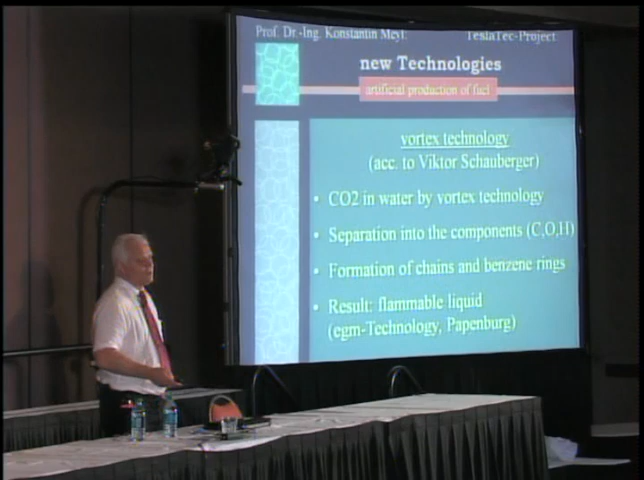 Prof. Dr.-Ing. Konstantin Meyl: TeslaTec-Project
new Technologies
artificial production of fuel
vortex technology
(acc. to Viktor Schauberger)
• CO2 in water by vortex technology
• Separation into the components (C,O,H)
• Formation of chains and benzene rings
• Result: flammable liquid
(egm-Technology, Papenburg)